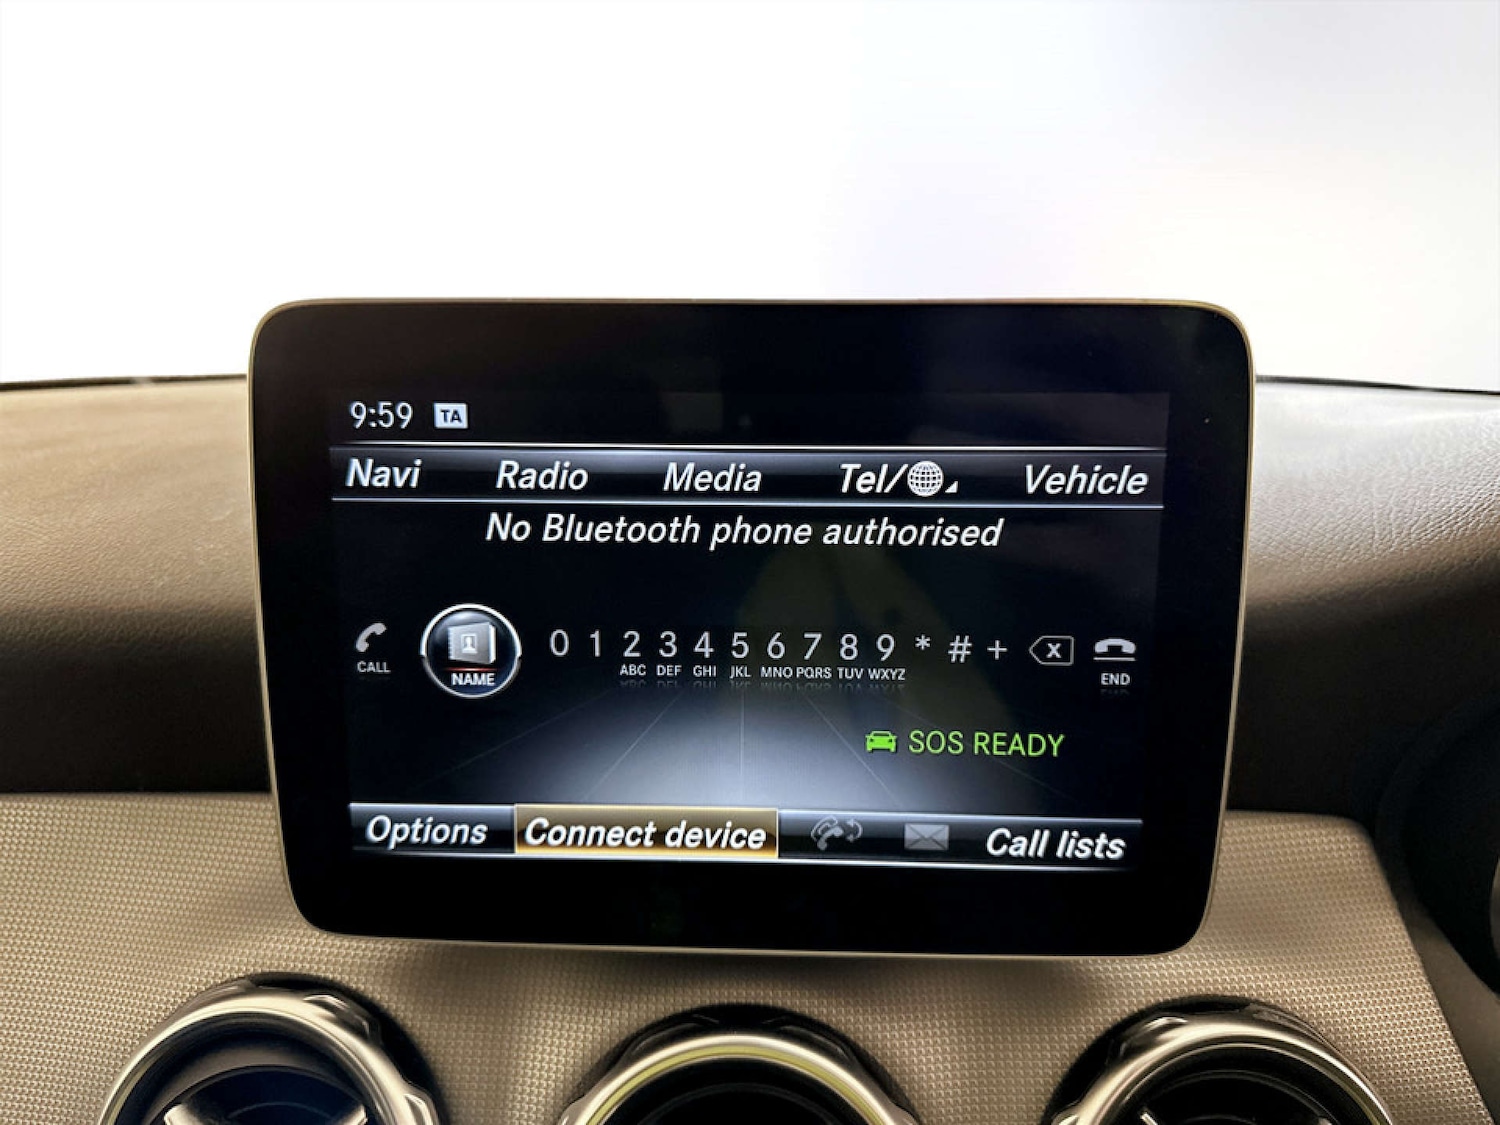 9:59 TA
Navi Radio Media Tel/ Vehicle
No Bluetooth phone authorised
0 1 2 3 4 5 6 7 8 9 * # + x
CALL NAME ABC DEF GHI JKL MNO PQRS TUV WXYZ END
SOS READY
Options Connect device Call lists